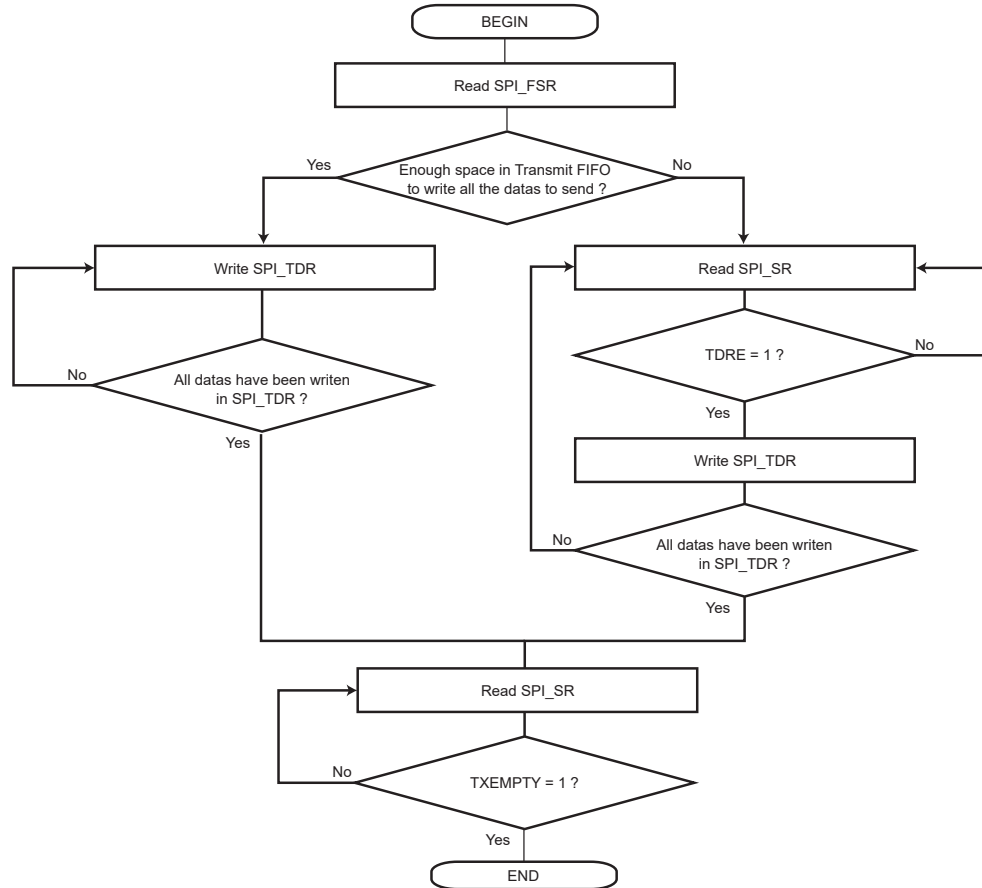 BEGIN
Read SPI_FSR
Yes
Enough space in Transmit FIFO
to write all the datas to send ?
No
Write SPI_TDR
Read SPI_SR
No
All datas have been writen
in SPI_TDR ?
Yes
TDRE = 1 ?
No
Yes
Write SPI_TDR
No
All datas have been writen
in SPI_TDR ?
Yes
Read SPI_SR
No
TXEMPTY = 1 ?
Yes
END